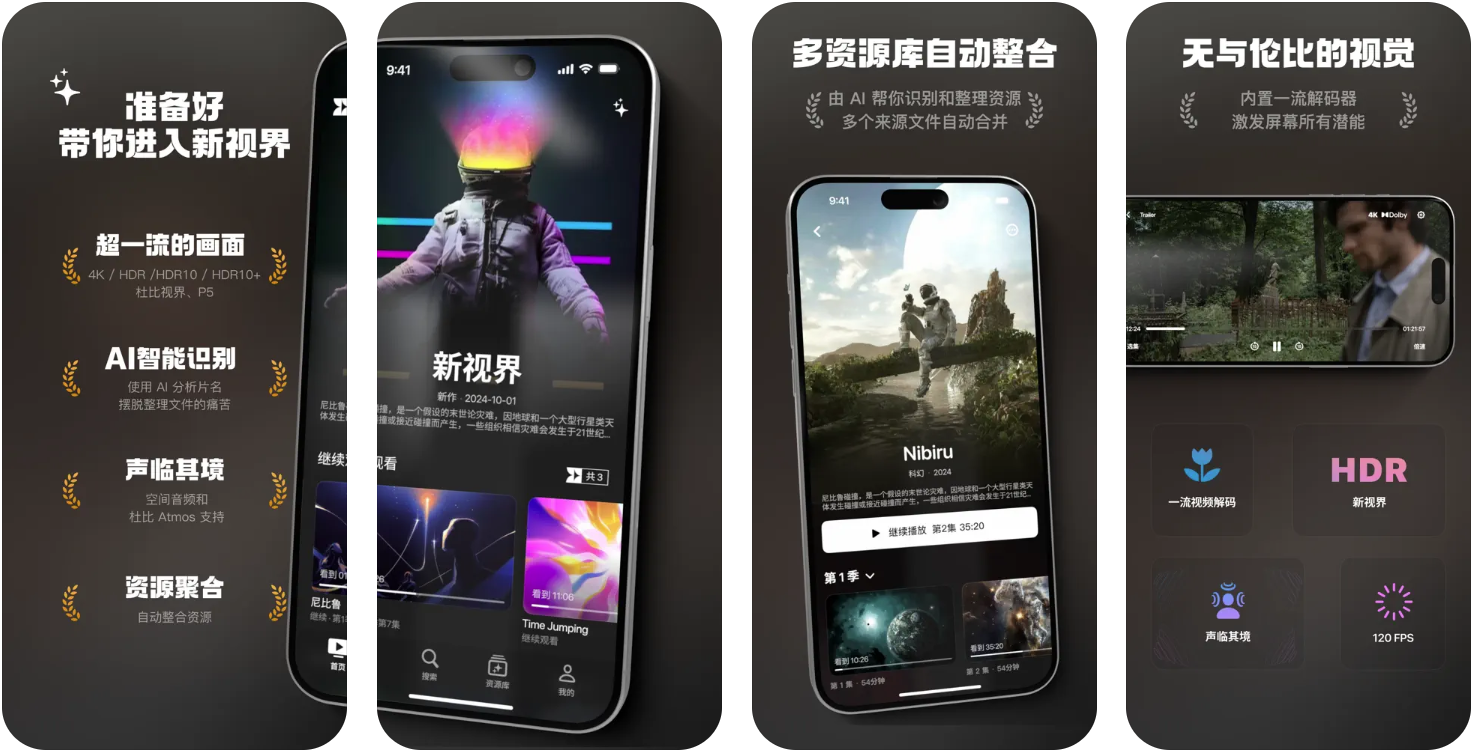 准备好
带你进入新视界
超一流的画面
4K / HDR /HDR10 / HDR10+
杜比视界、P5
AI智能识别
使用 AI 分析片名
摆脱整理文件的痛苦
声临其境
空间音频和
杜比 Atmos 支持
资源聚合
自动整合资源
尼比鲁
体发生
继续
看到 01
尼比鲁
继续 · 第1
首页
9:41
新视界
新作 · 2024-10-01
撞，是一个假设的末世论灾难，因地球和一个大型行星类天
撞或接近碰撞而产生，一些组织相信灾难会发生于21世纪...
观看
共 3
看到 11:06
第7集
Time Jumping
继续观看
搜索
资源库
我的
多资源库自动整合
由 AI 帮你识别和整理资源
多个来源文件自动合并
9:41
Nibiru
科幻 · 2024
尼比鲁碰撞，是一个假设的末世论灾难，因地球和一个大型行星类天
体发生碰撞或接近碰撞而产生，一些组织相信灾难会发生于21世纪...
继续播放 第2集 35:20
第 1 季
看到 10:26
看到 35:20
第 1 集 · 54分钟
第 2 集 · 54分钟
无与伦比的视觉
内置一流解码器
激发屏幕所有潜能
Trailer
4K Dolby
12:24
01:21:57
选集
倍速
一流视频解码
HDR
新视界
声临其境
120 FPS